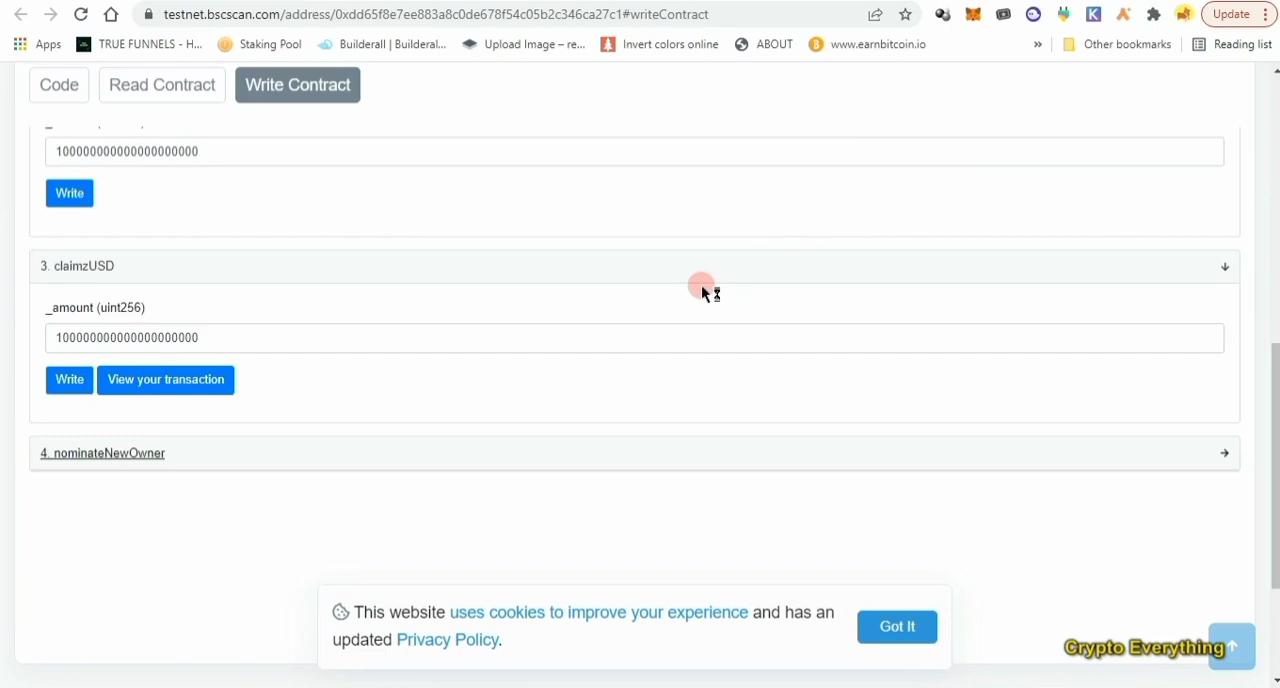 testnet.bscscan.com/address/0xdd65f8e7ee883a8c0de678f54c05b2c346ca27c1#writeContract
Update
Apps
TRUE FUNNELS - H...
Staking Pool
Builderall | Builderal...
Upload Image – re...
Invert colors online
ABOUT
www.earnbitcoin.io
»
Other bookmarks
Reading list
Code
Read Contract
Write Contract
100000000000000000000
Write
3. claimzUSD
_amount (uint256)
100000000000000000000
Write
View your transaction
4. nominateNewOwner
This website uses cookies to improve your experience and has an
updated Privacy Policy.
Got It
Crypto Everything